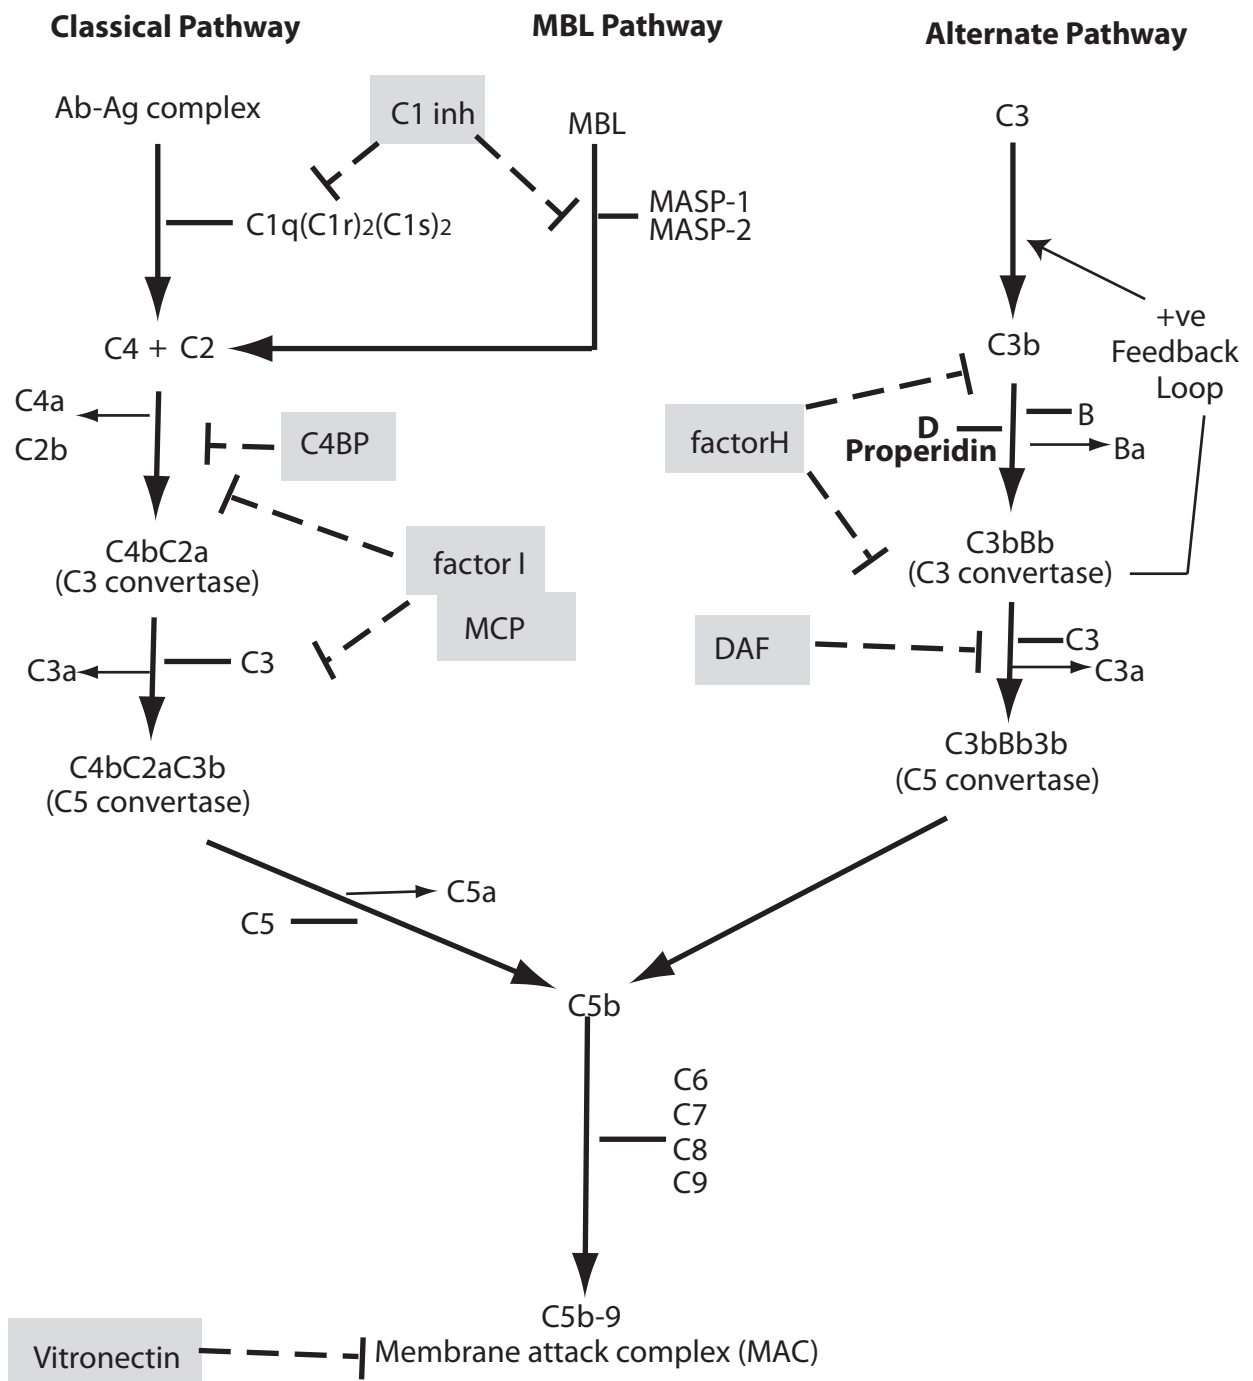 Classical Pathway
MBL Pathway
Alternate Pathway
Ab-Ag complex
C1 inh
MBL
C3
C1q(C1r)2(C1s)2
MASP-1
MASP-2
C4 + C2
C3b
+ve
Feedback
Loop
C4a
C2b
C4BP
factorH
D
Properidin
B
Ba
C4bC2a
(C3 convertase)
factor I
MCP
C3bBb
(C3 convertase)
C3a
C3
DAF
C3
C3a
C4bC2aC3b
(C5 convertase)
C3bBb3b
(C5 convertase)
C5a
C5
C5b
C6
C7
C8
C9
C5b-9
Membrane attack complex (MAC)
Vitronectin